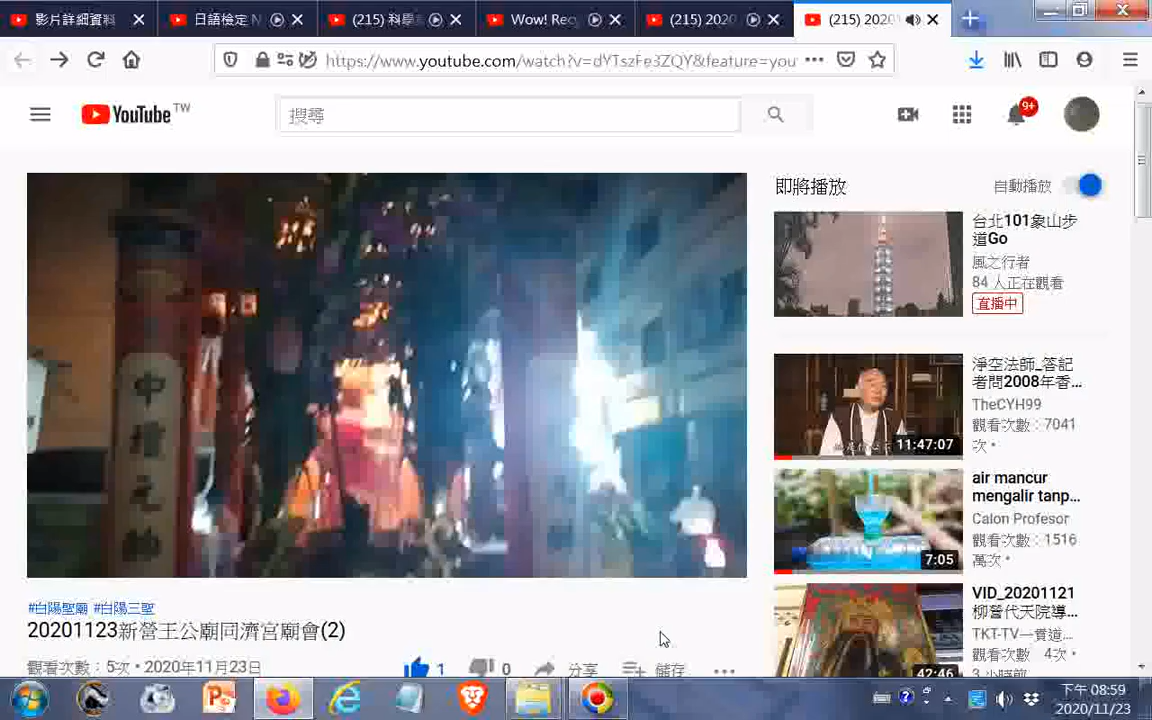 影片詳細資料
日語檢定 N
(215) 科學
Wow! Rec
(215) 2020
(215) 2020
https://www.youtube.com/watch?v=dYTszFe3ZQY&feature=you
YouTube TW
搜尋
9+
即將播放
自動播放
台北101象山步
道Go
風之行者
84 人正在觀看
直播中
淨空法師_答記
者問2008年香...
TheCYH99
觀看次數：7041
次•
11:47:07
air mancur
mengalir tanp...
Calon Profesor
觀看次數：1516
萬次•
7:05
VID_20201121
柳營代天院導...
TKT-TV—貫道...
觀看次數： 4次•
3 小時前
42:46
#白陽聖廟 #白陽三聖
20201123新營王公廟同濟宮廟會(2)
觀看次數：5次 • 2020年11月23日
1
0
分享
儲存
下午 08:59
2020/11/23